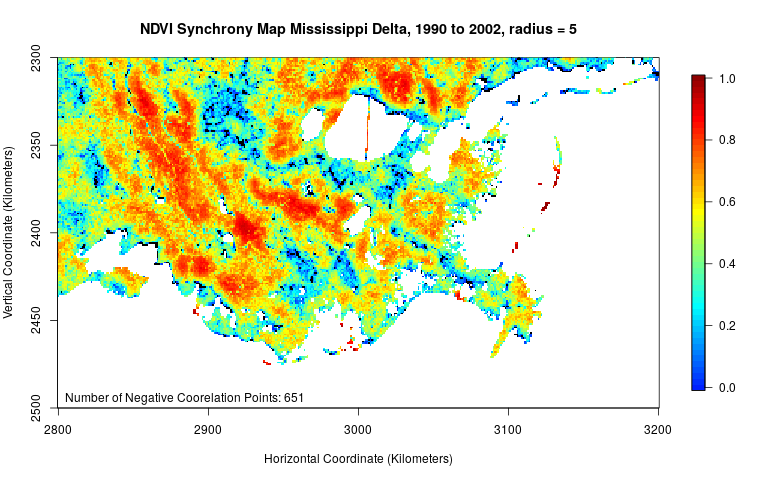 NDVI Synchrony Map Mississippi Delta, 1990 to 2002, radius = 5
2300
2350
2400
2450
2500
Vertical Coordinate (Kilometers)
Number of Negative Coorelation Points: 651
2800 2900 3000 3100 3200
Horizontal Coordinate (Kilometers)
1.0
0.8
0.6
0.4
0.2
0.0